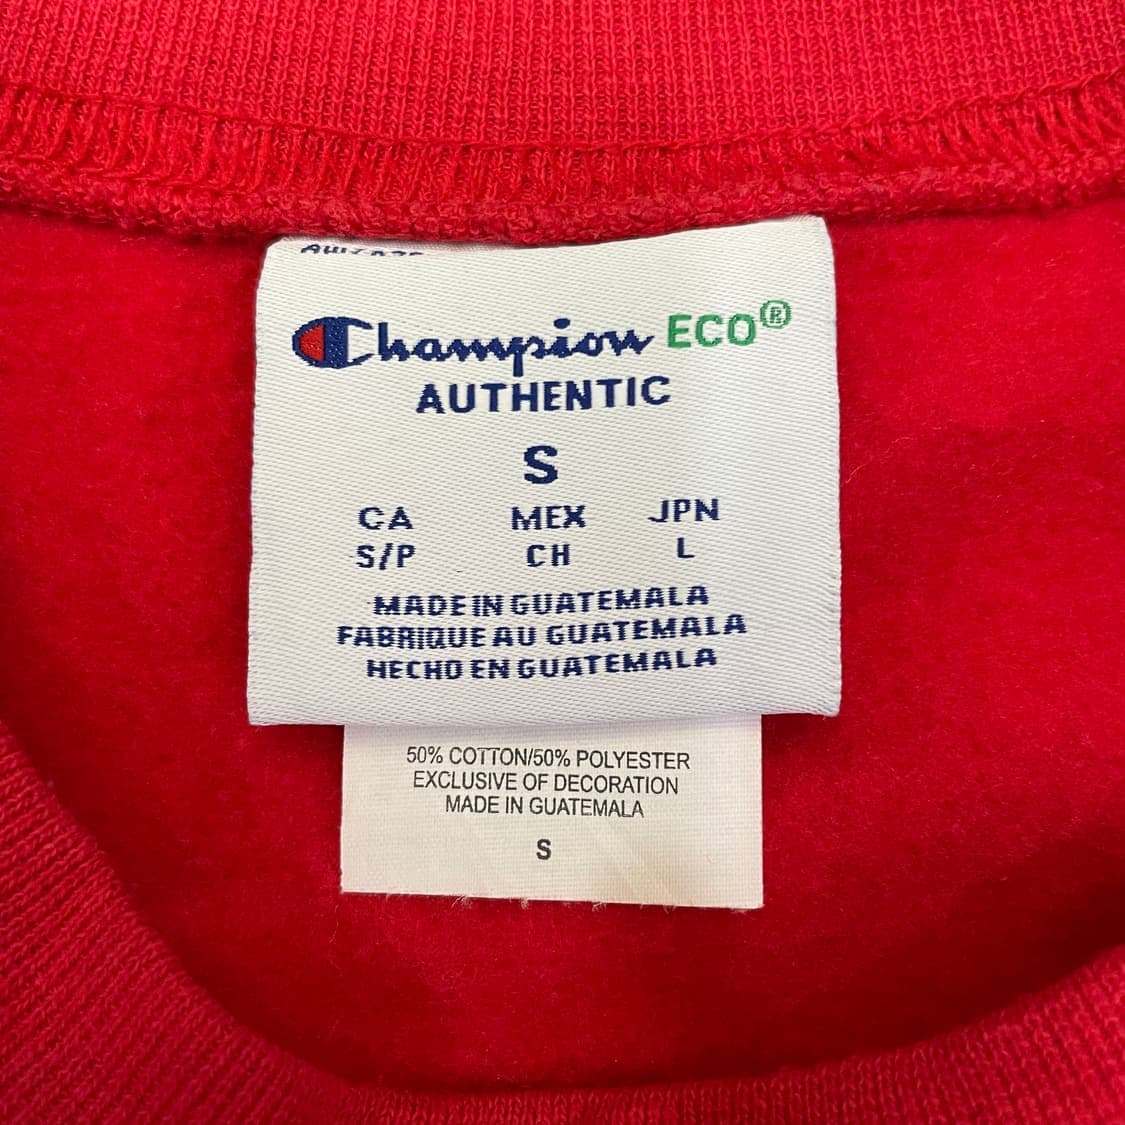 Champion ECO®
AUTHENTIC
S
CA MEX JPN
S/P CH L
MADE IN GUATEMALA
FABRIQUE AU GUATEMALA
HECHO EN GUATEMALA
50% COTTON/50% POLYESTER
EXCLUSIVE OF DECORATION
MADE IN GUATEMALA
S